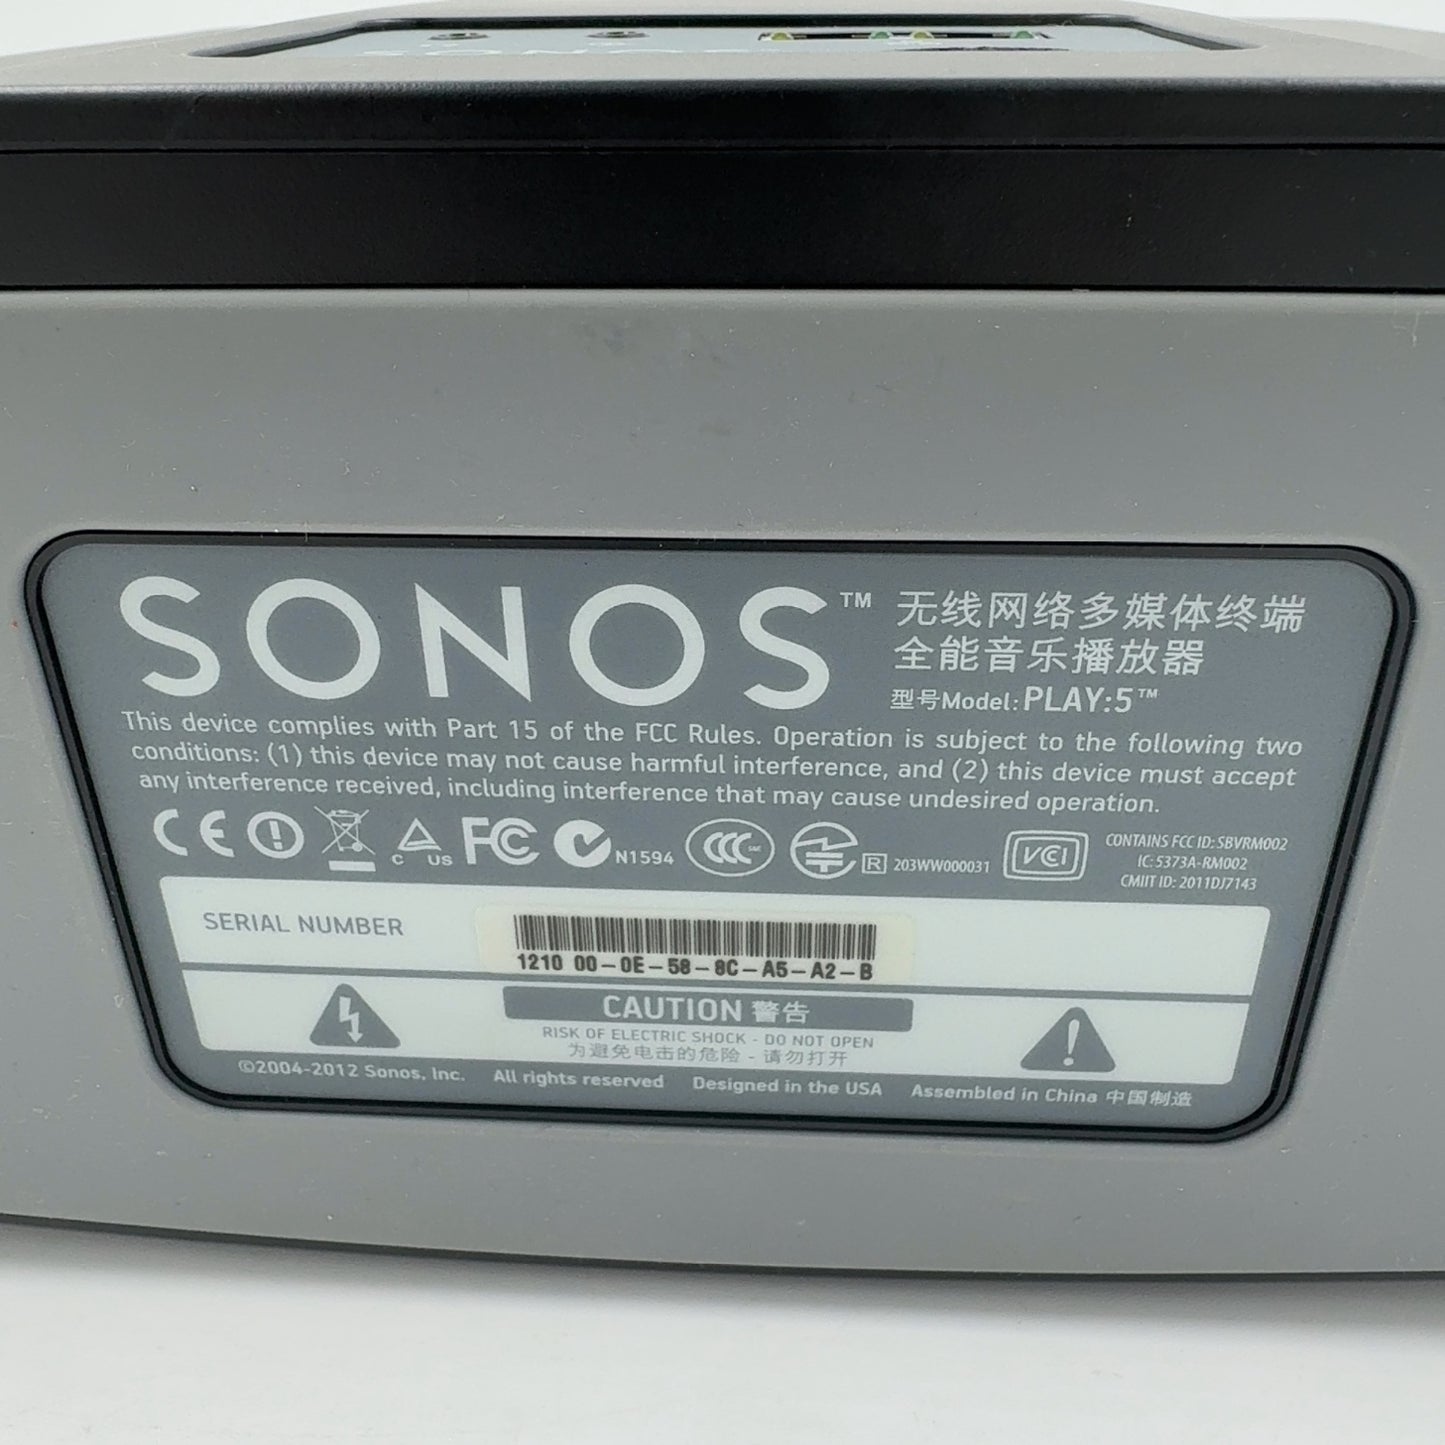 SONOS™
无线网络多媒体终端
全能音乐播放器
型号Model: PLAY:5™
This device complies with Part 15 of the FCC Rules. Operation is subject to the following two
conditions: (1) this device may not cause harmful interference, and (2) this device must accept
any interference received, including interference that may cause undesired operation.
CE FC N1594 CCC R 203WW000031 VCI
C US
CONTAINS FCC ID: SBVRM002
IC: 5373A-RM002
CMIIT ID: 2011DJ7143
SERIAL NUMBER
1210 00-0E-58-8C-A5-A2-B
CAUTION 警告
RISK OF ELECTRIC SHOCK - DO NOT OPEN
为避免电击的危险 - 请勿打开
©2004-2012 Sonos, Inc. All rights reserved Designed in the USA Assembled in China 中国制造